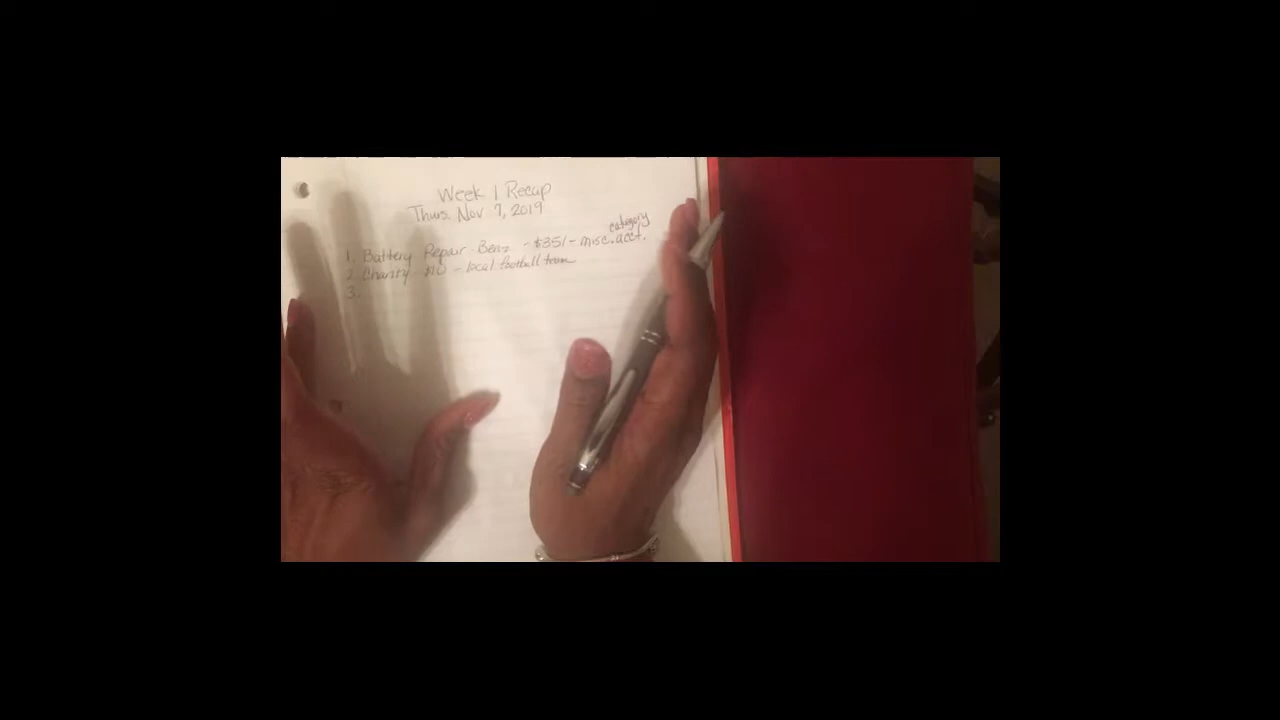 Week 1 Recap
Thurs. Nov 7, 2019
category
1. Battery Repair - Benz - $351 - misc. acct.
2. Charity - $10 - local football team
3.